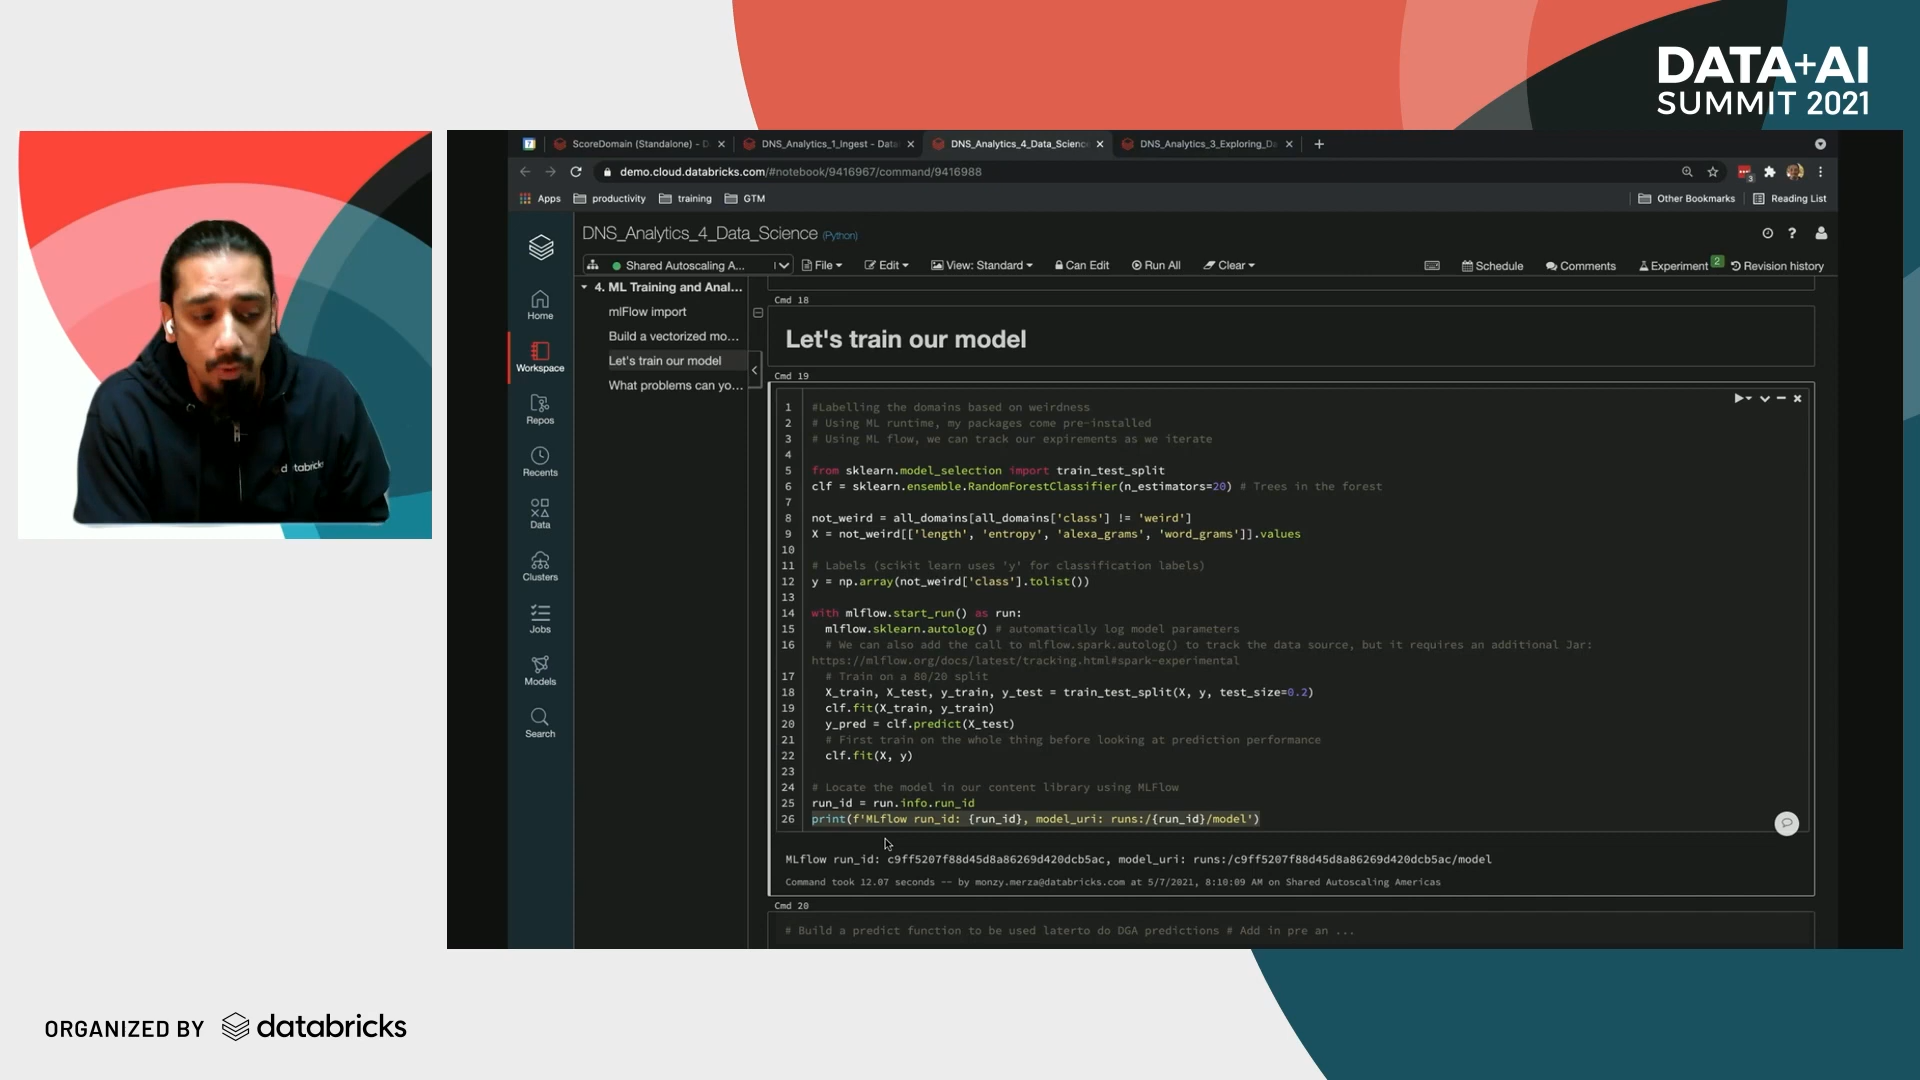 DATA+AI
SUMMIT 2021
ScoreDomain (Standalone) - D
DNS_Analytics_1_Ingest - Data
DNS_Analytics_4_Data_Science
DNS_Analytics_3_Exploring_Da
demo.cloud.databricks.com/#notebook/9416967/command/9416988
3
Apps
productivity
training
GTM
Other Bookmarks
Reading List
DNS_Analytics_4_Data_Science (Python)
Shared Autoscaling A...
File
Edit
View: Standard
Can Edit
Run All
Clear
Schedule
Comments
Experiment 2
Revision history
Home
Workspace
Repos
Recents
Data
Clusters
Jobs
Models
Search
4. ML Training and Anal...
mlFlow import
Build a vectorized mo...
Let's train our model
What problems can yo...
Cmd 18
Let's train our model
Cmd 19
1 #Labelling the domains based on weirdness
2 # Using ML runtime, my packages come pre-installed
3 # Using ML flow, we can track our expirements as we iterate
4
5 from sklearn.model_selection import train_test_split
6 clf = sklearn.ensemble.RandomForestClassifier(n_estimators=20) # Trees in the forest
7
8 not_weird = all_domains[all_domains['class'] != 'weird']
9 X = not_weird[['length', 'entropy', 'alexa_grams', 'word_grams']].values
10
11 # Labels (scikit learn uses 'y' for classification labels)
12 y = np.array(not_weird['class'].tolist())
13
14 with mlflow.start_run() as run:
15 mlflow.sklearn.autolog() # automatically log model parameters
16 # We can also add the call to mlflow.spark.autolog() to track the data source, but it requires an additional Jar:
https://mlflow.org/docs/latest/tracking.html#spark-experimental
17 # Train on a 80/20 split
18 X_train, X_test, y_train, y_test = train_test_split(X, y, test_size=0.2)
19 clf.fit(X_train, y_train)
20 y_pred = clf.predict(X_test)
21 # First train on the whole thing before looking at prediction performance
22 clf.fit(X, y)
23
24 # Locate the model in our content library using MLFlow
25 run_id = run.info.run_id
26 print(f'MLflow run_id: {run_id}, model_uri: runs:/{run_id}/model')
MLflow run_id: c9ff5207f88d45d8a86269d420dcb5ac, model_uri: runs:/c9ff5207f88d45d8a86269d420dcb5ac/model
Command took 12.07 seconds -- by monzy.merza@databricks.com at 5/7/2021, 8:10:09 AM on Shared Autoscaling Americas
Cmd 20
# Build a predict function to be used laterto do DGA predictions # Add in pre an ...
databricks
ORGANIZED BY databricks